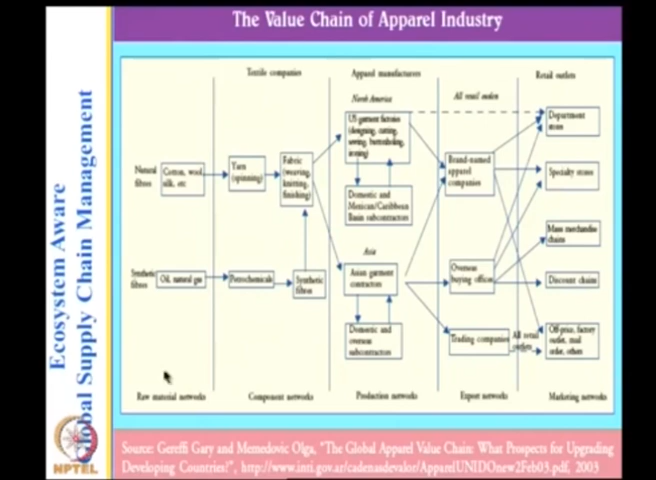 The Value Chain of Apparel Industry
Ecosystem Aware
Global Supply Chain Management
Textile companies
Apparel manufacturers
Retail outlets
North America
All retail outlets
Natural
fibres
Cotton, wool,
silk, etc
Yarn
(spinning)
Fabric
(weaving,
knitting,
finishing)
US garment factories
(designing, cutting,
sewing, buttonholing,
ironing)
Domestic and
Mexican/Caribbean
Basin subcontractors
Brand-named
apparel
companies
Department
stores
Specialty stores
Mass merchandise
chains
Discount chains
Off-price, factory
outlet, mail
order, others
Synthetic
fibres
Oil, natural gas
Petrochemicals
Synthetic
fibres
Asia
Asian garment
contractors
Domestic and
overseas
subcontractors
Overseas
buying offices
Trading companies
All retail
outlets
Raw material networks
Component networks
Production networks
Export networks
Marketing networks
NPTEL
Source: Gereffi Gary and Memedovic Olga, "The Global Apparel Value Chain: What Prospects for Upgrading
Developing Countries?", http://www.inti.gov.ar/cadenasdevalor/ApparelUNIDOnew2Feb03.pdf, 2003